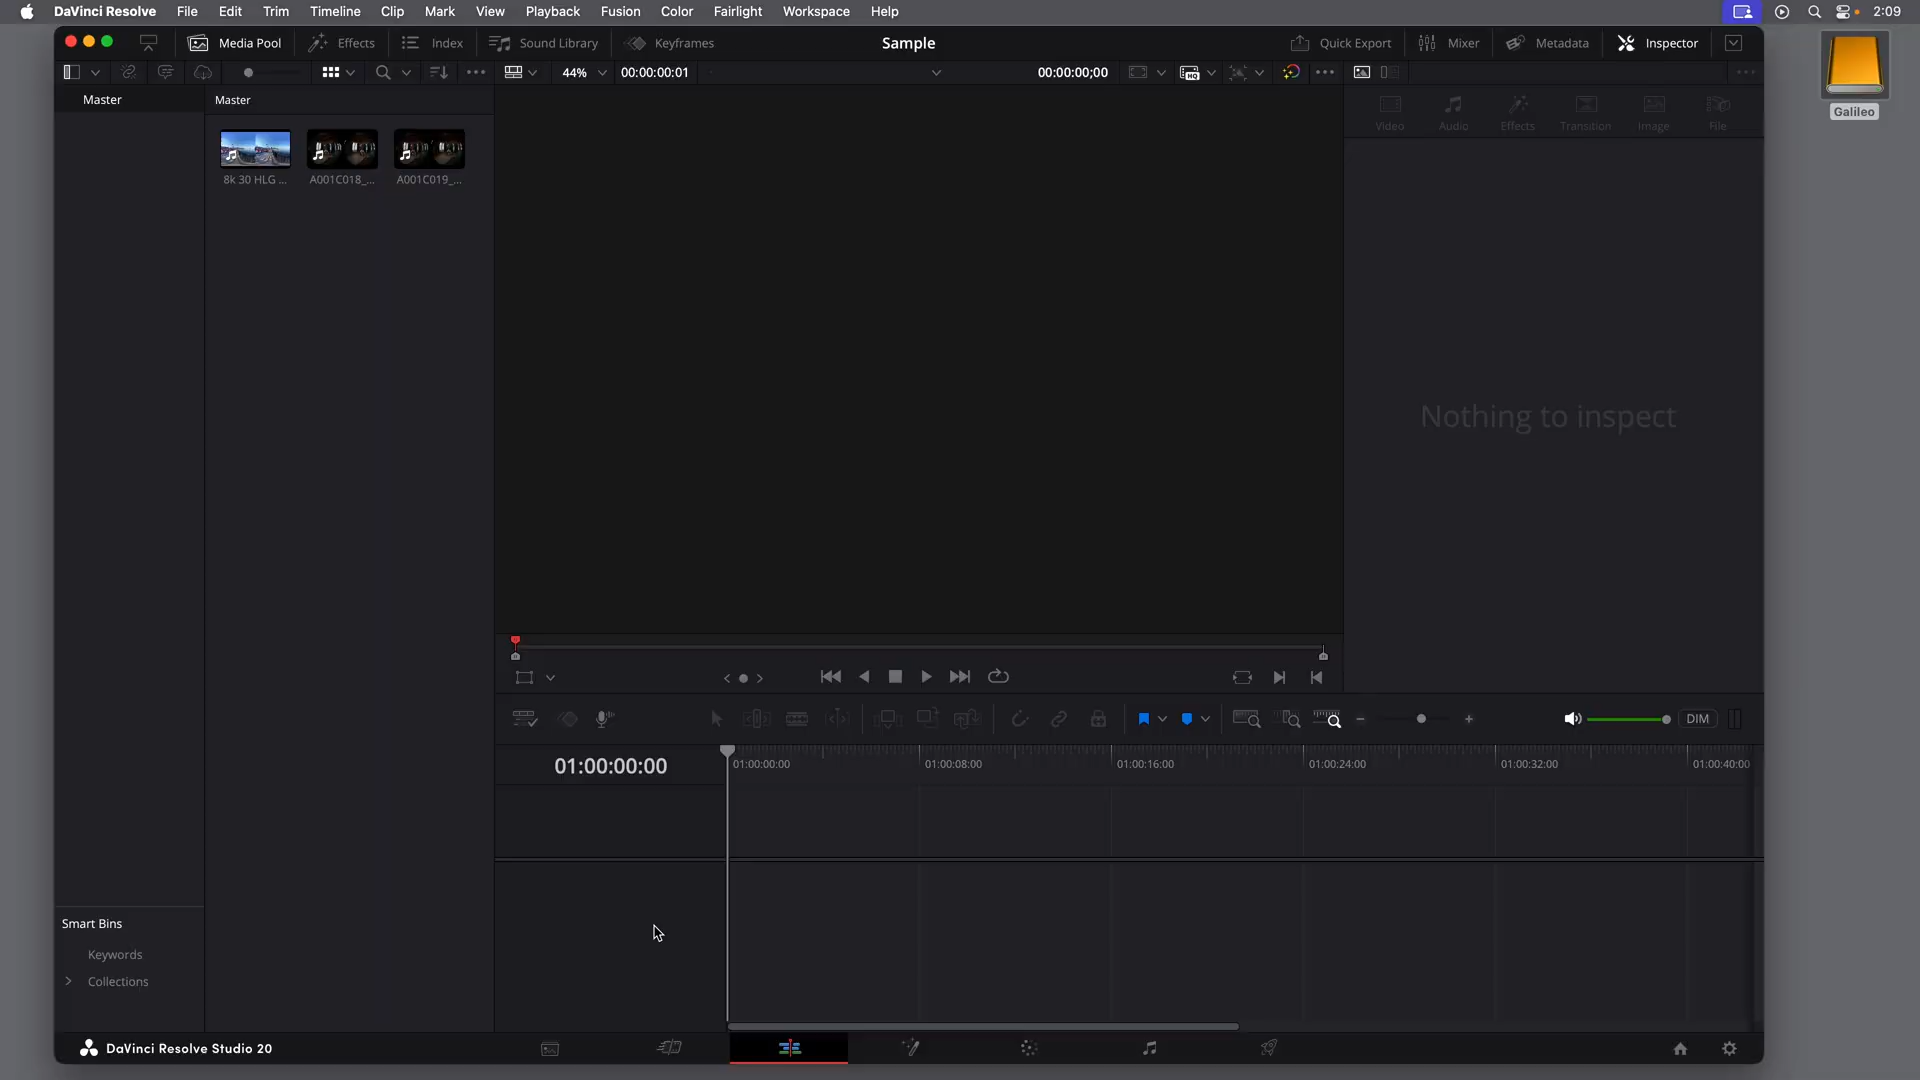 DaVinci Resolve File Edit Trim Timeline Clip Mark View Playback Fusion Color Fairlight Workspace Help 2:09
Media Pool Effects Index Sound Library Keyframes Sample Quick Export Mixer Metadata Inspector
44% 00:00:00:01 00:00:00;00
Master Master
Video Audio Effects Transition Image File
Galileo
8k 30 HLG ... A001C018_... A001C019_...
Nothing to inspect
DIM
01:00:00:00
01:00:00:00 01:00:08:00 01:00:16:00 01:00:24:00 01:00:32:00 01:00:40:00
Smart Bins
Keywords
Collections
DaVinci Resolve Studio 20